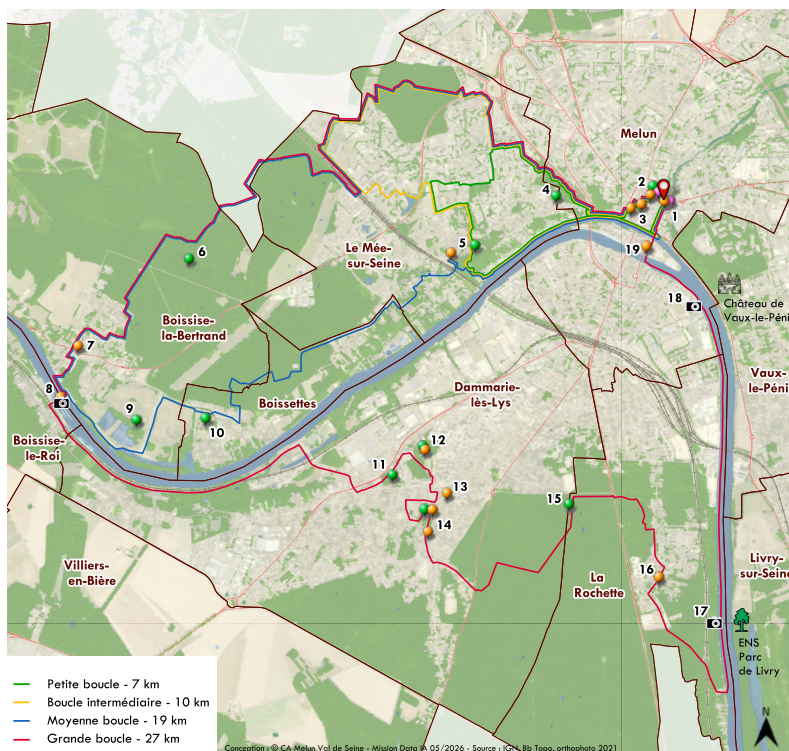 Melun
2
1
3
4
19
5
Le Mée-
sur-Seine
6
18
Château de
Vaux-le-Péni
Boissise-
la-Bertrand
7
Vaux-
le-Péni
Dammarie-
lès-Lys
8
Boissettes
9
10
Boissise-
le-Roi
12
11
13
15
14
Villiers-
en-Bière
16
La
Rochette
Livry-
sur-Seine
17
ENS
Parc
de Livry
Petite boucle - 7 km
Boucle intermédiaire - 10 km
Moyenne boucle - 19 km
Grande boucle - 27 km
N
Conception : © CA Melun Val de Seine - Mission Data IA 05/2026 - Source : IGN, Bb Topo, orthophoto 2021